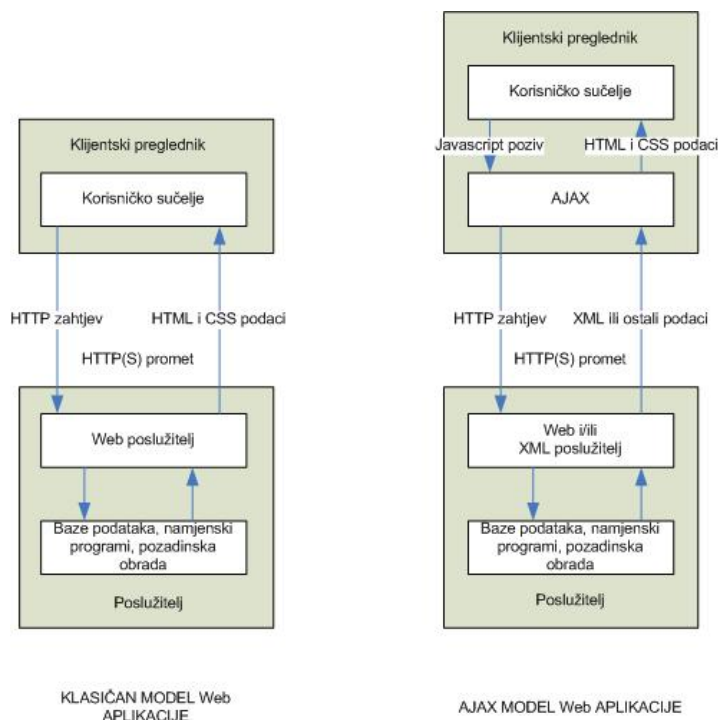 Klijentski preglednik
Korisničko sučelje
HTTP zahtjev
HTML i CSS podaci
HTTP(S) promet
Web poslužitelj
Baze podataka, namjenski
programi, pozadinska
obrada
Poslužitelj
KLASIČAN MODEL Web
APLIKACIJE
Klijentski preglednik
Korisničko sučelje
Javascript poziv
HTML i CSS podaci
AJAX
HTTP zahtjev
XML ili ostali podaci
HTTP(S) promet
Web i/ili
XML poslužitelj
Baze podataka, namjenski
programi, pozadinska
obrada
Poslužitelj
AJAX MODEL Web APLIKACIJE